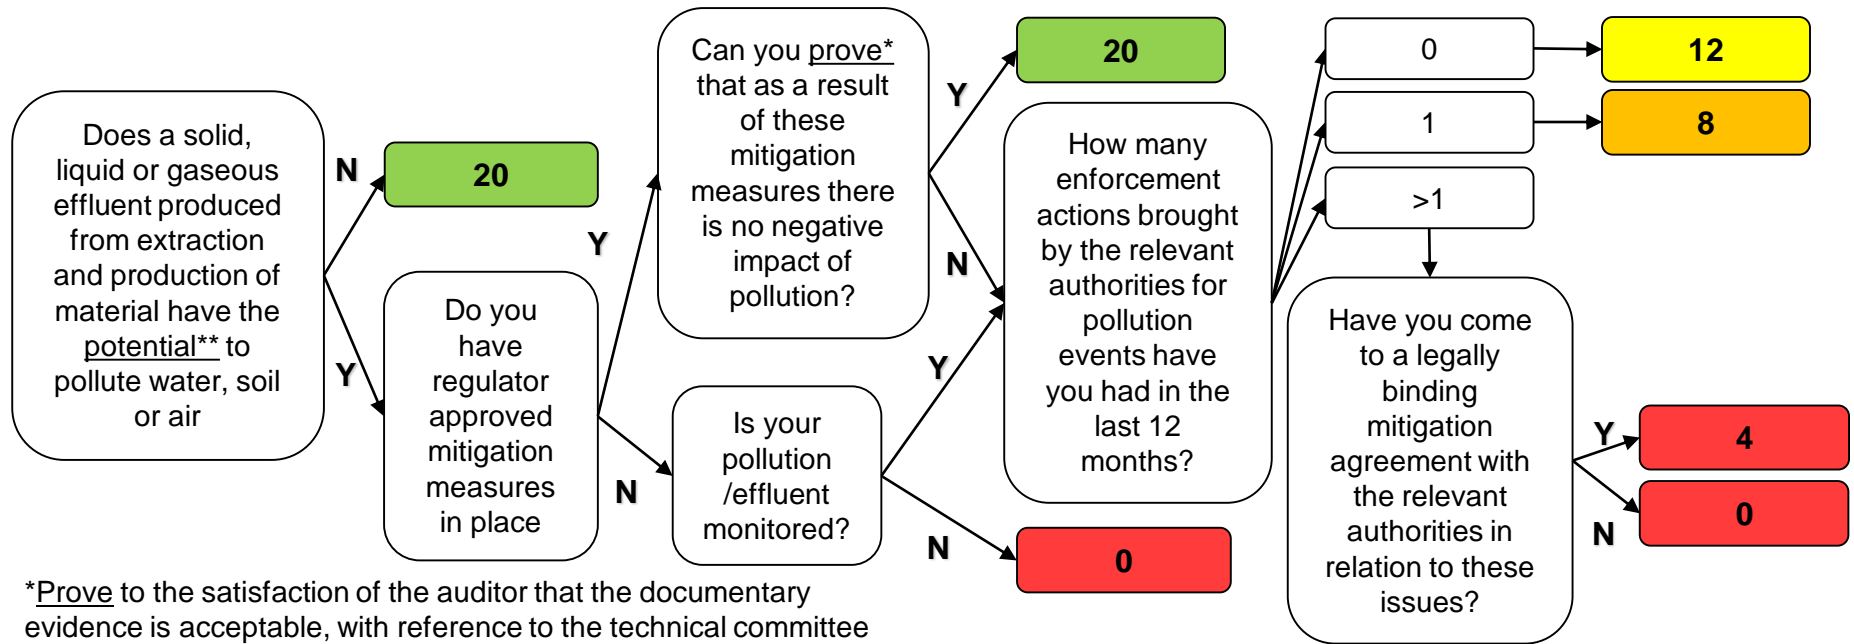 Does a solid,
liquid or gaseous
effluent produced
from extraction
and production of
material have the
potential** to
pollute water, soil
or air
N
20
Y
Do you
have
regulator
approved
mitigation
measures
in place
Y
N
Can you prove*
that as a result
of these
mitigation
measures there
is no negative
impact of
pollution?
Y
20
N
Is your
pollution
/effluent
monitored?
Y
N
0
How many
enforcement
actions brought
by the relevant
authorities for
pollution
events have
you had in the
last 12
months?
0
12
1
8
>1
Have you come
to a legally
binding
mitigation
agreement with
the relevant
authorities in
relation to these
issues?
Y
4
N
0
*Prove to the satisfaction of the auditor that the documentary
evidence is acceptable, with reference to the technical committee